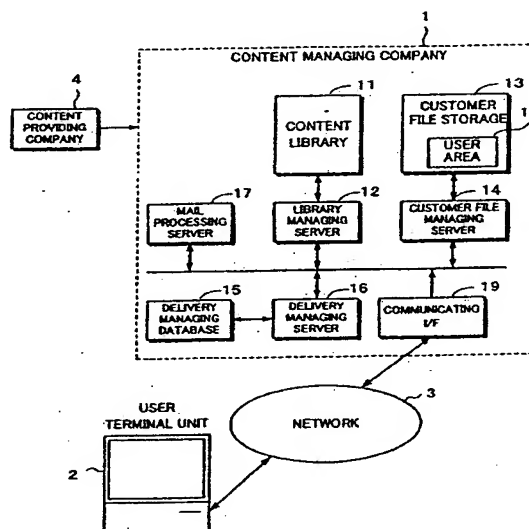 1
CONTENT MANAGING COMPANY
4
CONTENT
PROVIDING
COMPANY
11
CONTENT
LIBRARY
13
CUSTOMER
FILE STORAGE
USER
AREA
1
17
MAIL
PROCESSING
SERVER
12
LIBRARY
MANAGING
SERVER
14
CUSTOMER FILE
MANAGING
SERVER
15
DELIVERY
MANAGING
DATABASE
16
DELIVERY
MANAGING
SERVER
19
COMMUNICATING
I/F
USER
TERMINAL UNIT
2
NETWORK
3